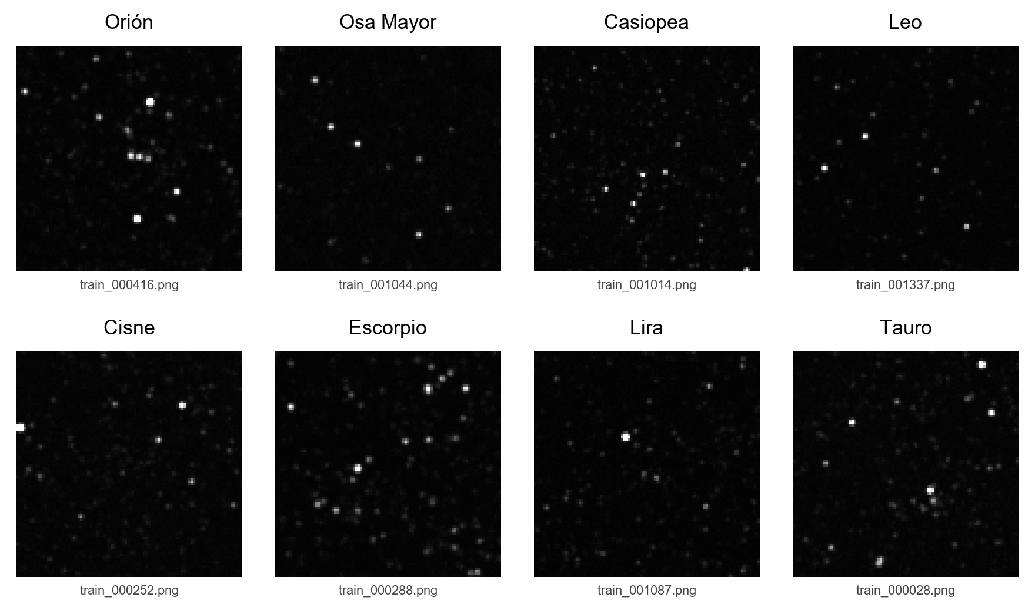 Orión Osa Mayor Casiopea Leo
train_000416.png train_001044.png train_001014.png train_001337.png
Cisne Escorpio Lira Tauro
train_000252.png train_000288.png train_001087.png train_000028.png